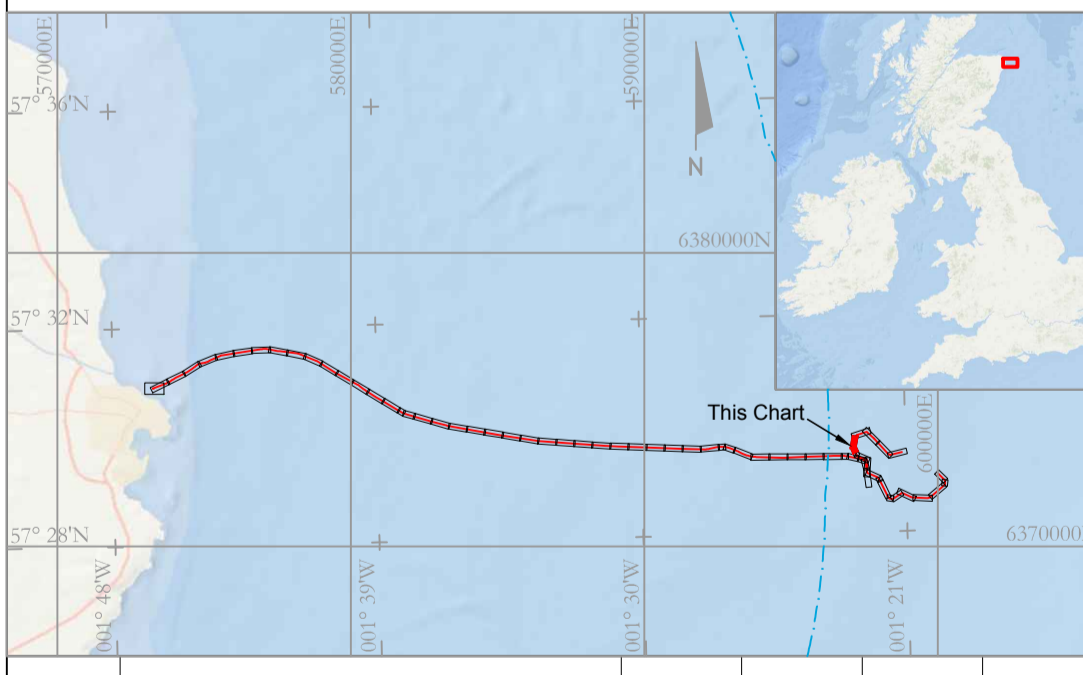 570000E
580000E
590000E
57° 36'N
N
6380000N
57° 32'N
This Chart
600000E
57° 28'N
6370000
001° 48'W
001° 39'W
001° 30'W
001° 21'W